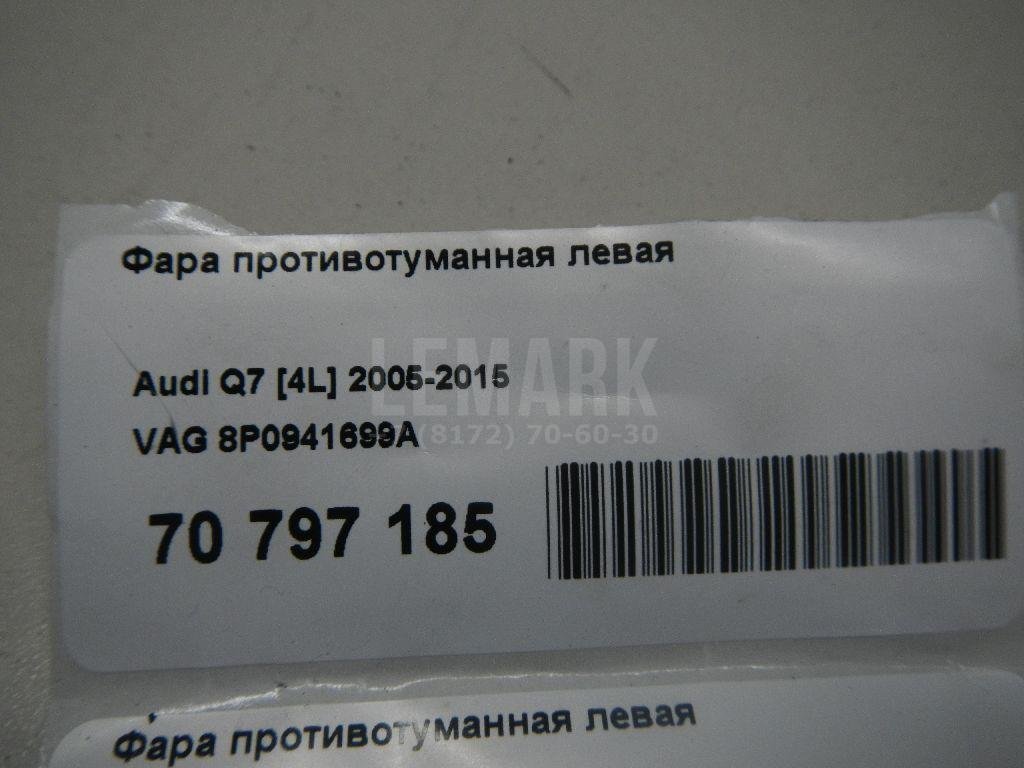 Фара противотуманная левая
LEMARK
Audi Q7 [4L] 2005-2015
(8172) 70-60-30
VAG 8P0941699A
70 797 185
Фара противотуманная левая